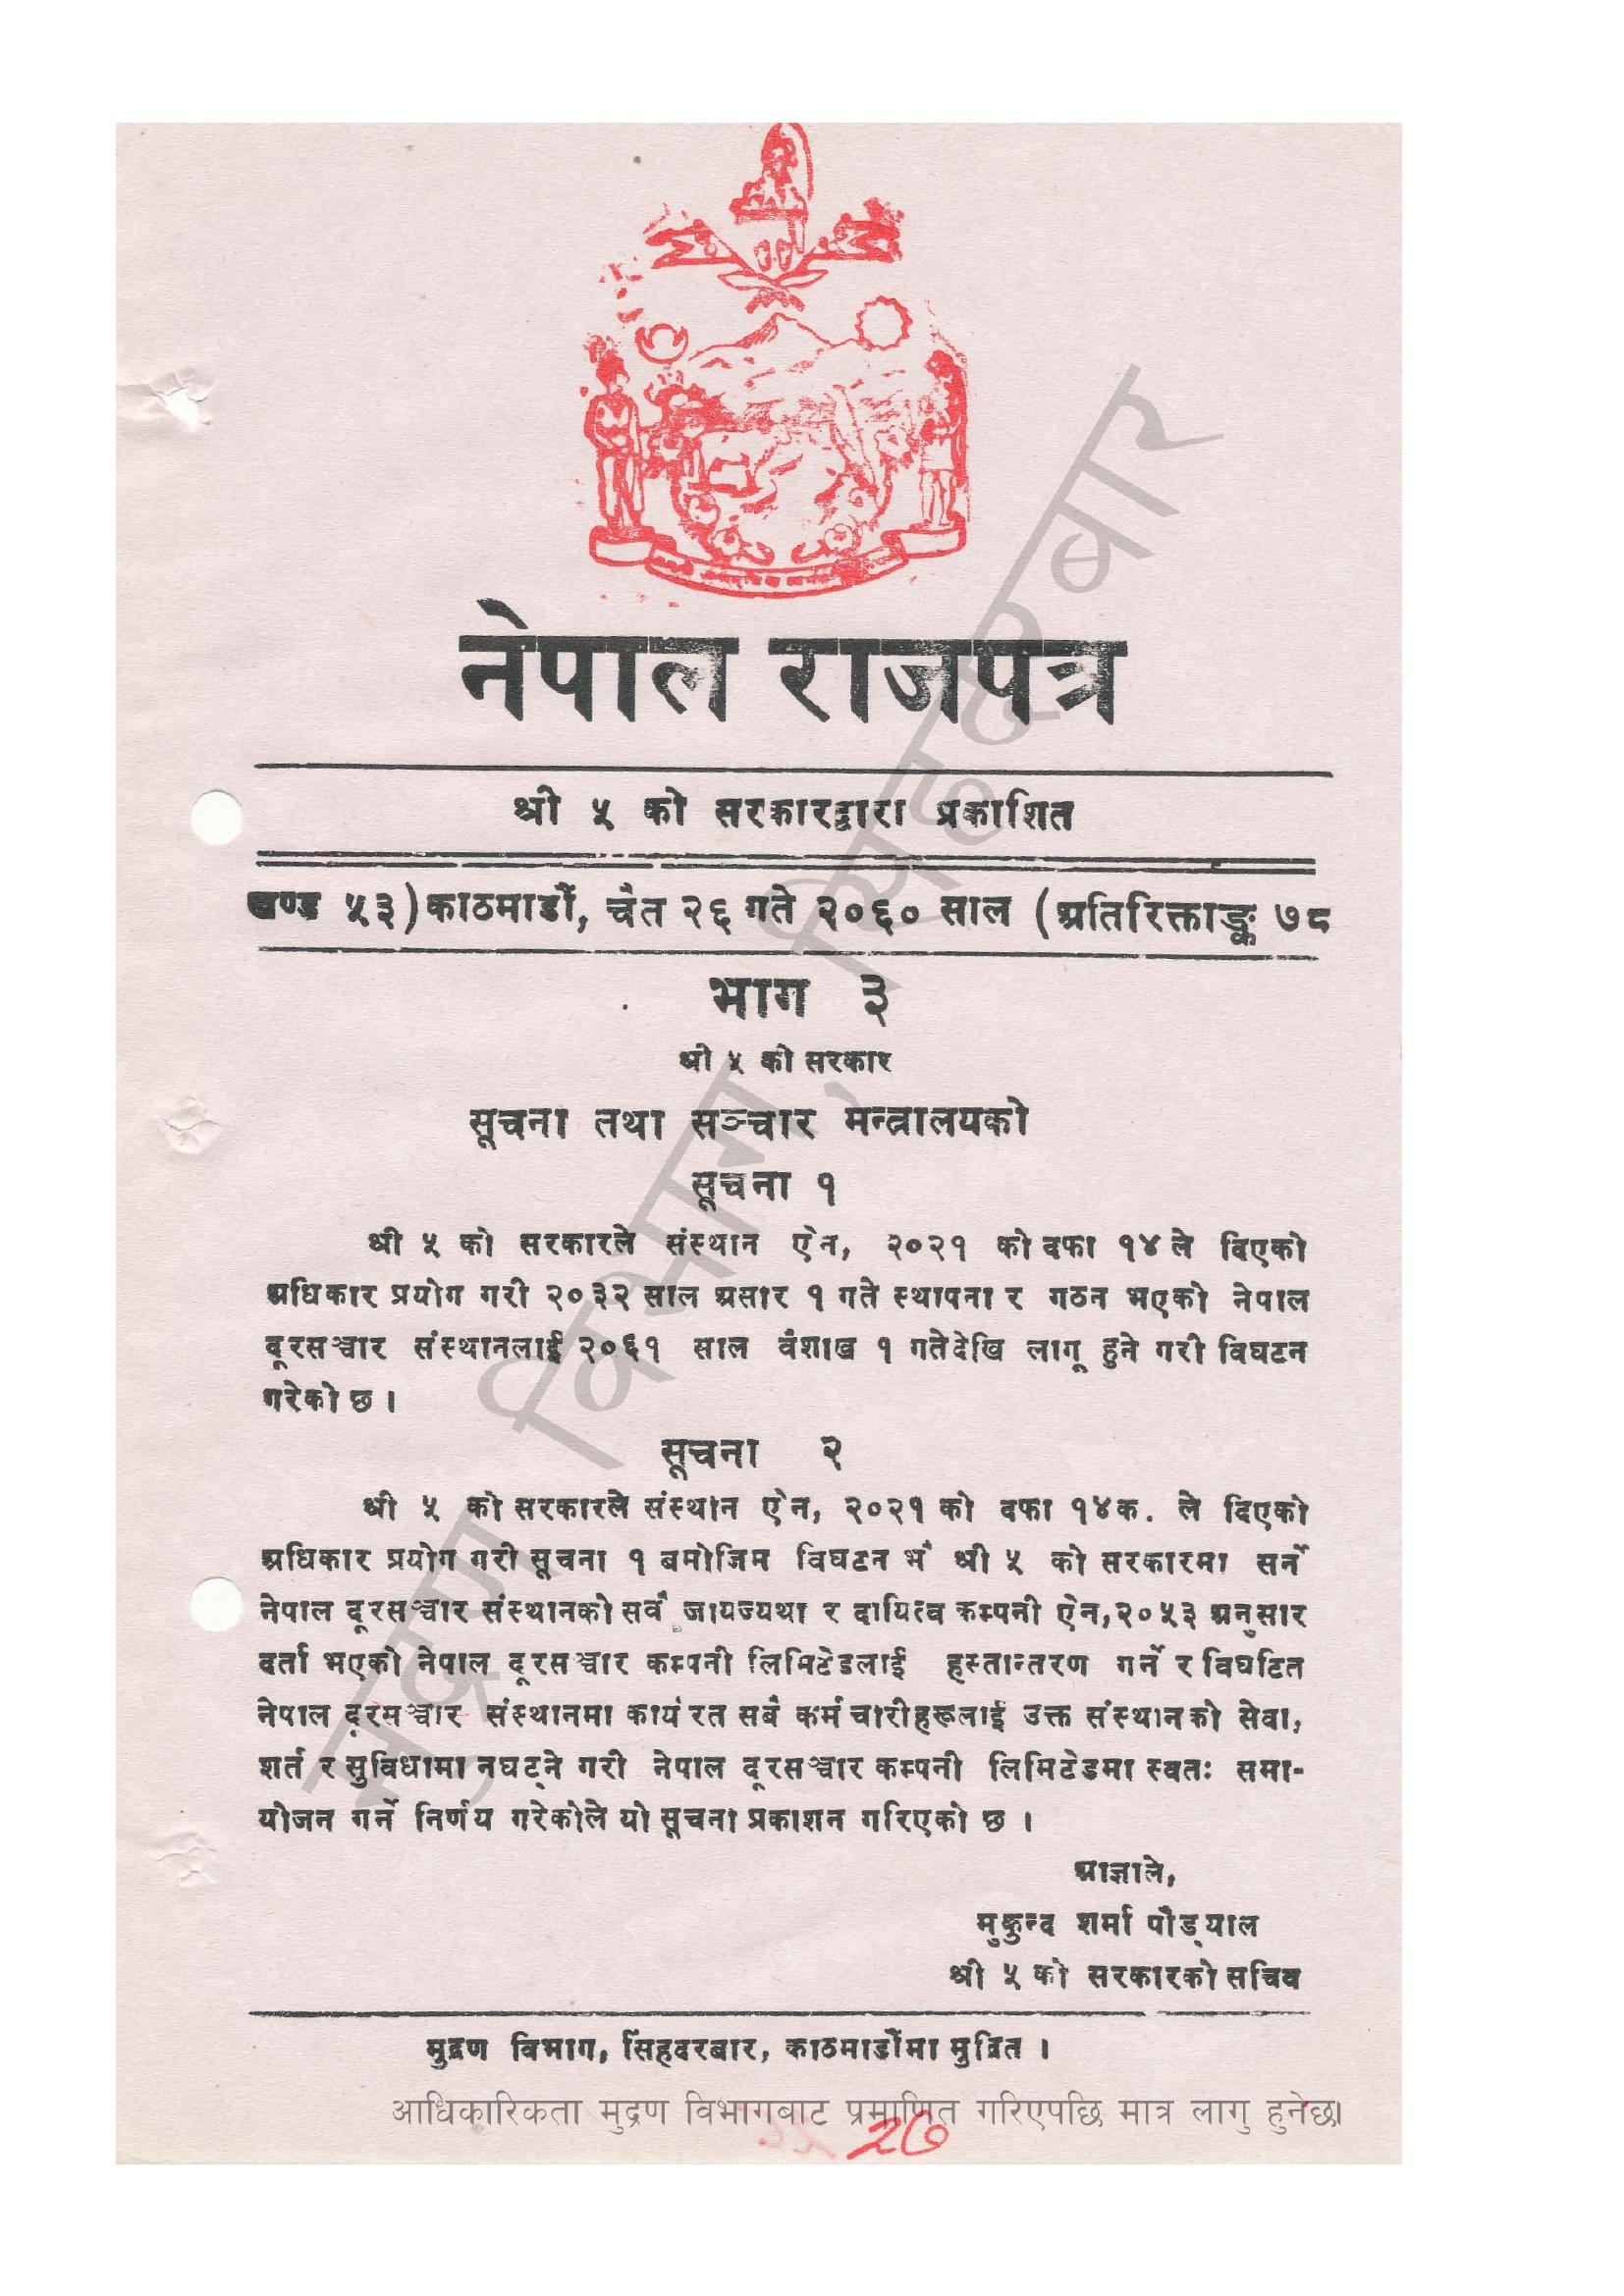 नेपाल राजपत्र
श्री ५ को सरकारद्वारा प्रकाशित
खण्ड ५३) काठमाडौं, चैत २६ गते २०६० साल (अतिरिक्ताङ्क ७८
भाग ३
श्री ५ को सरकार
सूचना तथा सञ्चार मन्त्रालयको
सूचना १
श्री ५ को सरकारले संस्थान ऐन, २०२१ को दफा १४ ले दिएको
अधिकार प्रयोग गरी २०३२ साल असार १ गते स्थापना र गठन भएको नेपाल
दूरसञ्चार संस्थानलाई २०६१ साल वैशाख १ गतेदेखि लागू हुने गरी विघटन
गरेको छ ।
सूचना २
श्री ५ को सरकारले संस्थान ऐन, २०२१ को दफा १४क. ले दिएको
अधिकार प्रयोग गरी सूचना १ बमोजिम विघटन भै श्री ५ को सरकारमा सर्ने
नेपाल दूरसञ्चार संस्थानको सर्व जायज्यथा र दायित्व कम्पनी ऐन, २०५३ अनुसार
दर्ता भएको नेपाल दूरसञ्चार कम्पनी लिमिटेडलाई हस्तान्तरण गर्ने र विघटित
नेपाल दूरसञ्चार संस्थानमा कार्यरत सबै कर्मचारीहरूलाई उक्त संस्थानको सेवा,
शर्त र सुविधामा नघट्ने गरी नेपाल दूरसञ्चार कम्पनी लिमिटेडमा स्वतः समा-
योजन गर्ने निर्णय गरेकोले यो सूचना प्रकाशन गरिएको छ ।
आज्ञाले,
मुकुन्द शर्मा पौड्याल
श्री ५ को सरकारको सचिव
मुद्रण विभाग, सिंहदरबार, काठमाडौंमा मुद्रित ।
आधिकारिकता मुद्रण विभागबाट प्रमाणित गरिएपछि मात्र लागु हुनेछ।
२७
मुद्रण विभाग, सिंहदरबार